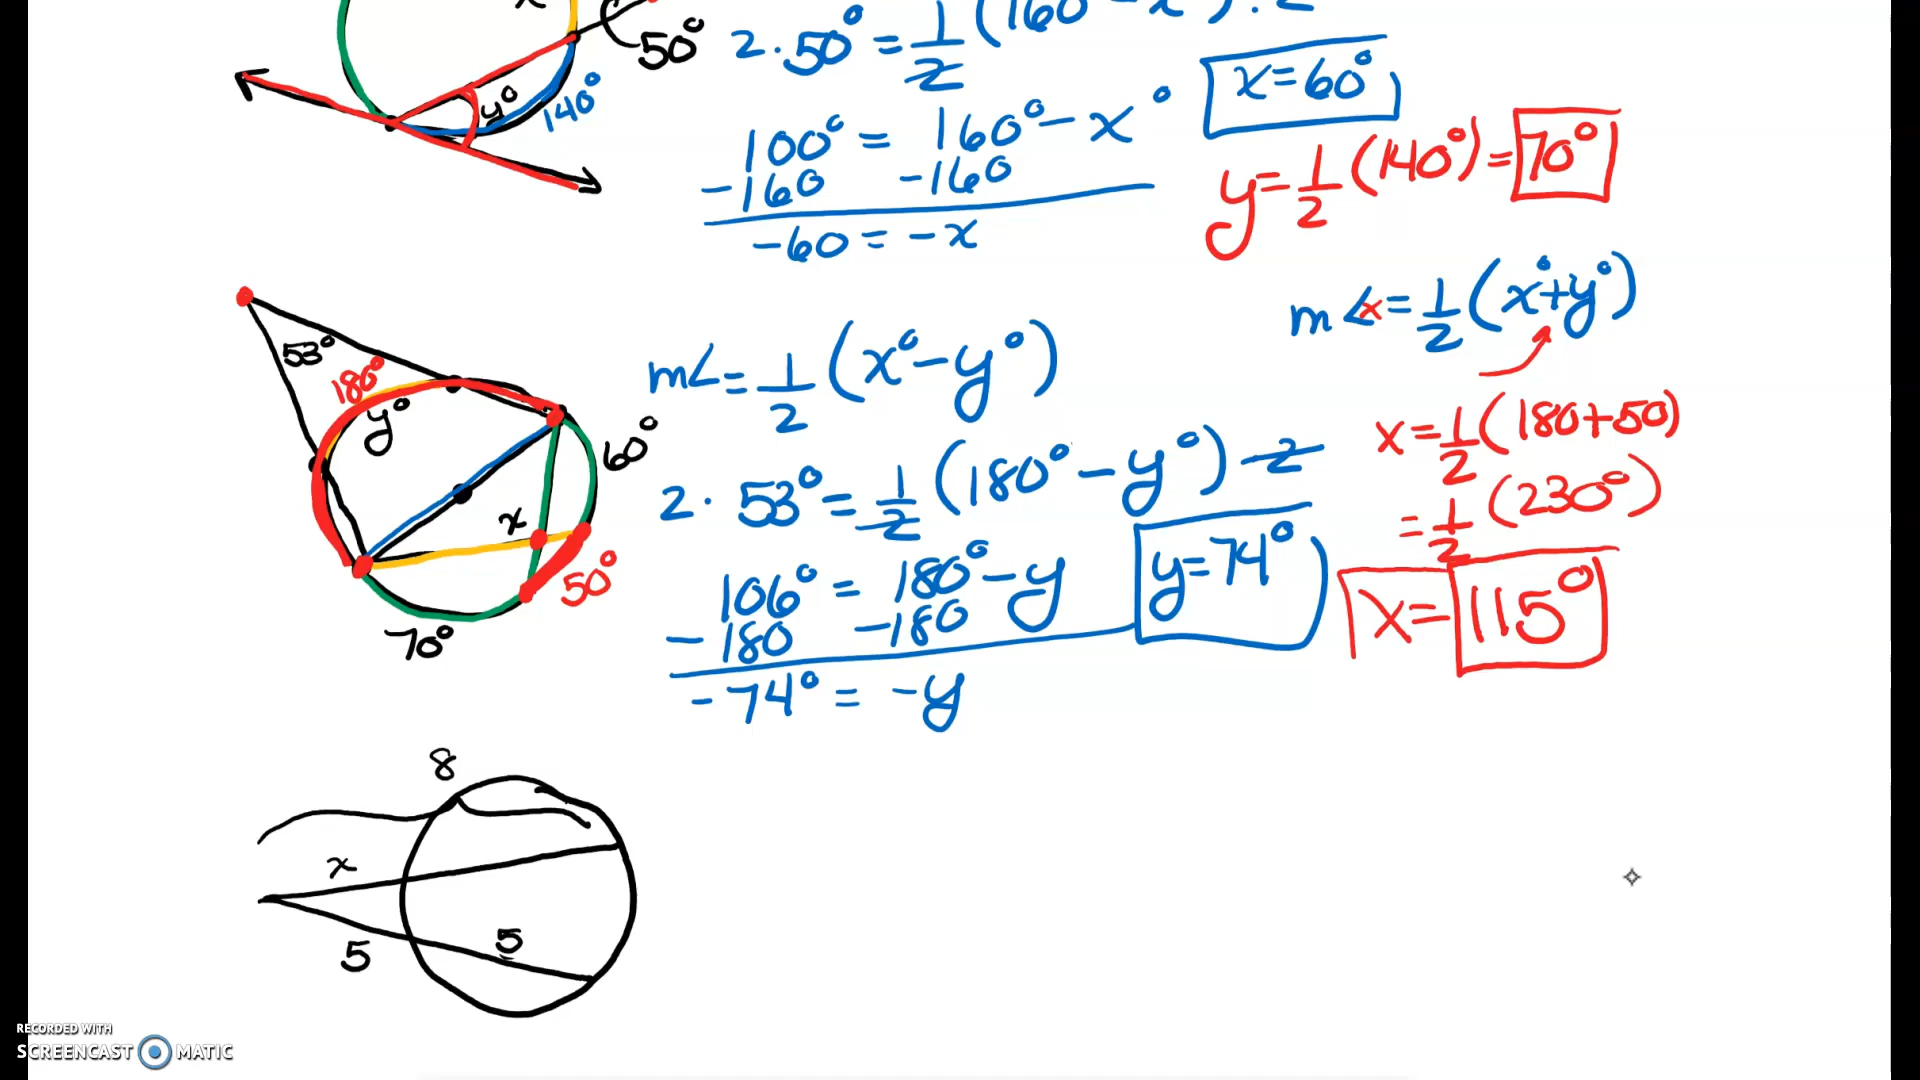 50°
2 · 50° = 1/2 (160 - x°) · 2
x = 60°
140°
y°
100° = 160° - x°
-160 -160
-60 = -x
y = 1/2 (140°) = 70°
m∠x = 1/2 (x° + y°)
53°
180°
y°
60°
x
50°
70°
m∠ = 1/2 (x° - y°)
2 · 53° = 1/2 (180° - y°) 2
106° = 180° - y
-180 -180
-74° = -y
y = 74°
x = 1/2 (180 + 50)
= 1/2 (230°)
x = 115°
8
x
5
5
RECORDED WITH
SCREENCAST MATIC